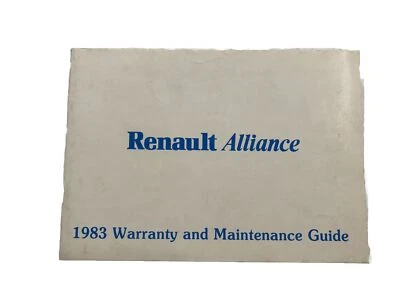 Renault Alliance
1983 Warranty and Maintenance Guide